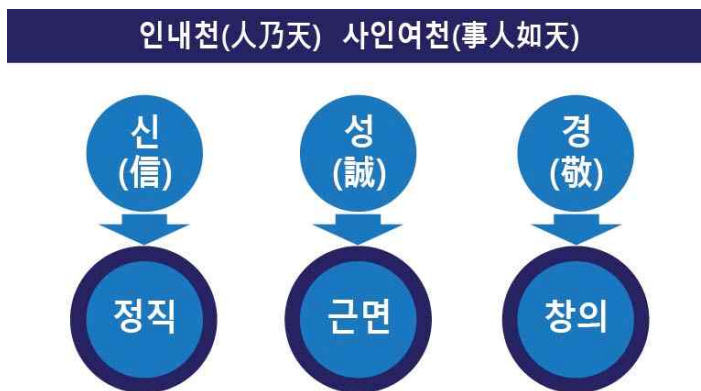 인내천(人乃天) 사인여천(事人如天)
신 성 경
(信) (誠) (敬)
정직 근면 창의